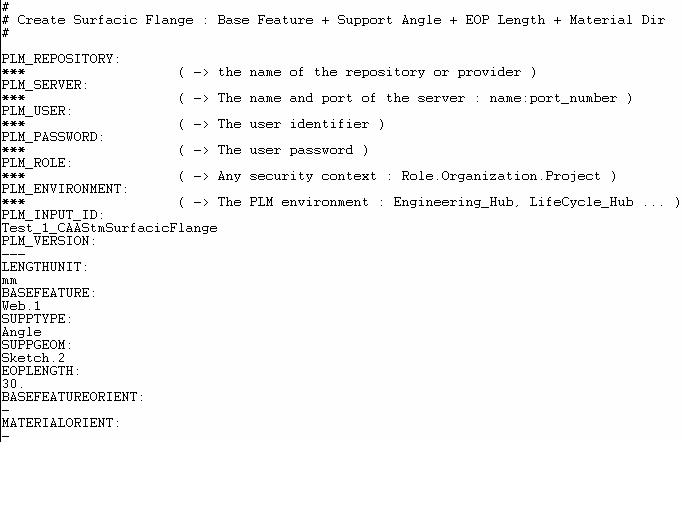 #
# Create Surfacic Flange : Base Feature + Support Angle + EOP Length + Material Dir
#
PLM_REPOSITORY:
*** ( -> the name of the repository or provider )
PLM_SERVER:
*** ( -> The name and port of the server : name:port_number )
PLM_USER:
*** ( -> The user identifier )
PLM_PASSWORD:
*** ( -> The user password )
PLM_ROLE:
*** ( -> Any security context : Role.Organization.Project )
PLM_ENVIRONMENT:
*** ( -> The PLM environment : Engineering_Hub, LifeCycle_Hub ... )
PLM_INPUT_ID:
Test_1_CAAStmSurfacicFlange
PLM_VERSION:
---
LENGTHUNIT:
mm
BASEFEATURE:
Web.1
SUPPTYPE:
Angle
SUPPGEOM:
Sketch.2
EOPLENGTH:
30.
BASEFEATUREORIENT:
-
MATERIALORIENT:
-